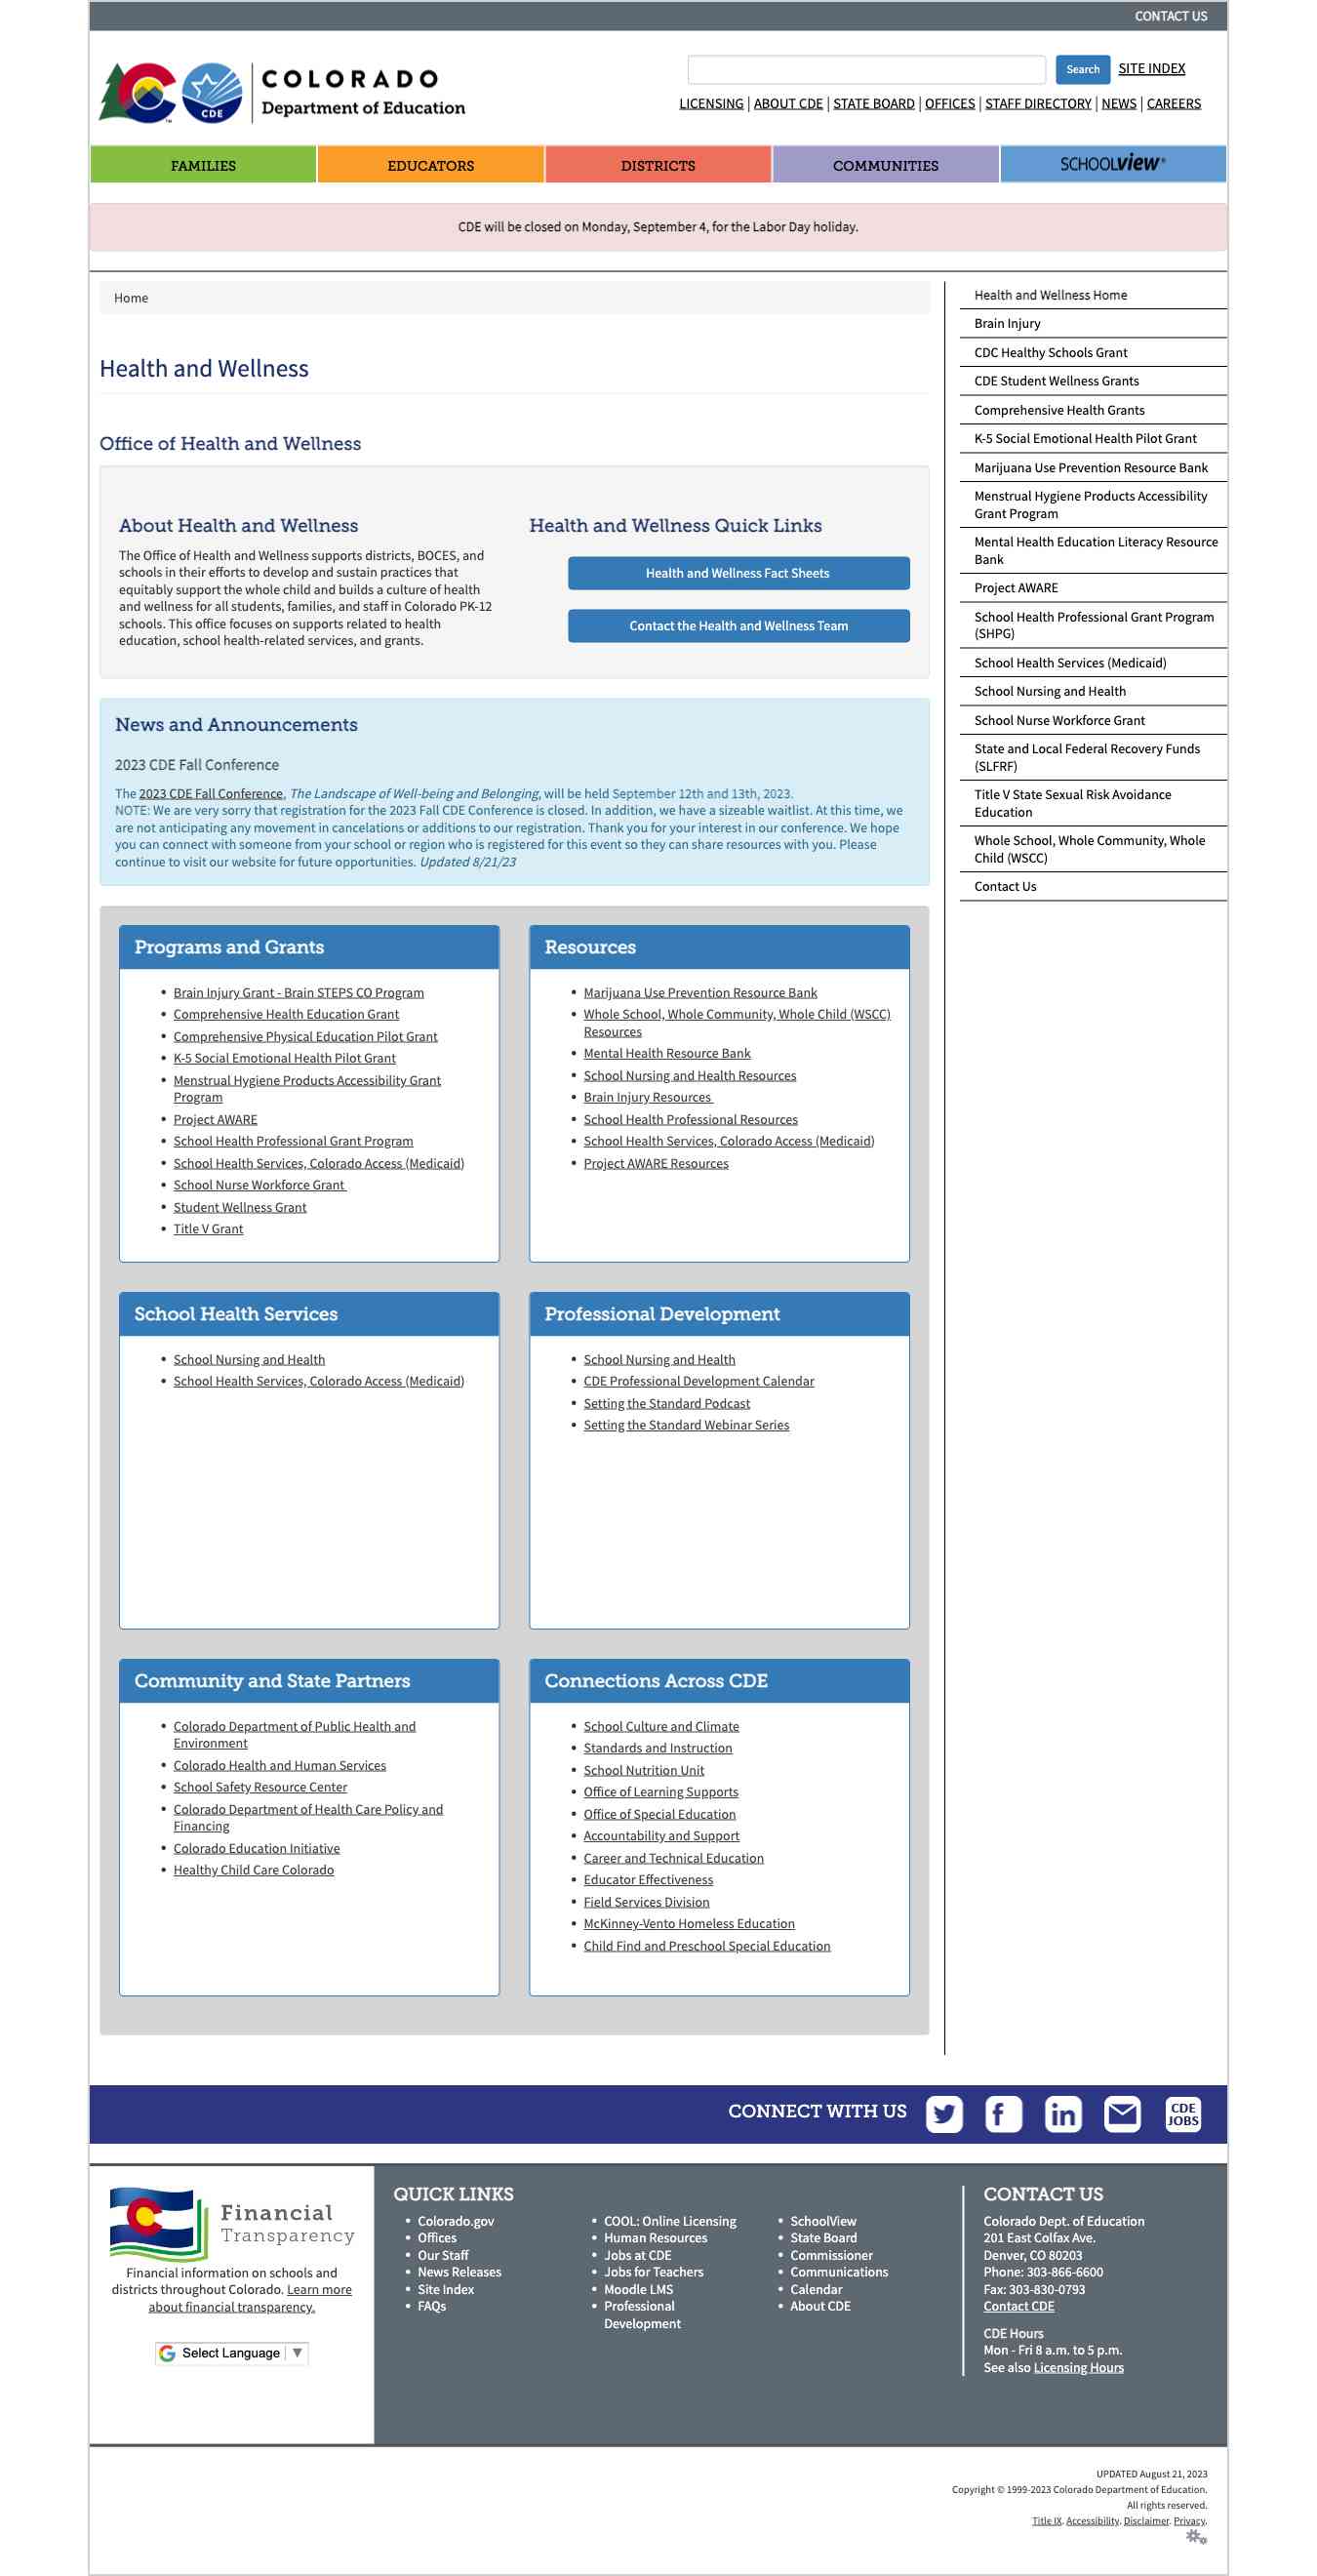 CONTACT US
COLORADO
Department of Education
CDE
TM
Search
SITE INDEX
LICENSING | ABOUT CDE | STATE BOARD | OFFICES | STAFF DIRECTORY | NEWS | CAREERS
FAMILIES
EDUCATORS
DISTRICTS
COMMUNITIES
SCHOOLVIEW®
CDE will be closed on Monday, September 4, for the Labor Day holiday.
Home
Health and Wellness
Office of Health and Wellness
About Health and Wellness
The Office of Health and Wellness supports districts, BOCES, and
schools in their efforts to develop and sustain practices that
equitably support the whole child and builds a culture of health
and wellness for all students, families, and staff in Colorado PK-12
schools. This office focuses on supports related to health
education, school health-related services, and grants.
Health and Wellness Quick Links
Health and Wellness Fact Sheets
Contact the Health and Wellness Team
News and Announcements
2023 CDE Fall Conference
The 2023 CDE Fall Conference, The Landscape of Well-being and Belonging, will be held September 12th and 13th, 2023.
NOTE: We are very sorry that registration for the 2023 Fall CDE Conference is closed. In addition, we have a sizeable waitlist. At this time, we
are not anticipating any movement in cancelations or additions to our registration. Thank you for your interest in our conference. We hope
you can connect with someone from your school or region who is registered for this event so they can share resources with you. Please
continue to visit our website for future opportunities. Updated 8/21/23
Programs and Grants
Brain Injury Grant - Brain STEPS CO Program
Comprehensive Health Education Grant
Comprehensive Physical Education Pilot Grant
K-5 Social Emotional Health Pilot Grant
Menstrual Hygiene Products Accessibility Grant
Program
Project AWARE
School Health Professional Grant Program
School Health Services, Colorado Access (Medicaid)
School Nurse Workforce Grant
Student Wellness Grant
Title V Grant
Resources
Marijuana Use Prevention Resource Bank
Whole School, Whole Community, Whole Child (WSCC)
Resources
Mental Health Resource Bank
School Nursing and Health Resources
Brain Injury Resources
School Health Professional Resources
School Health Services, Colorado Access (Medicaid)
Project AWARE Resources
School Health Services
School Nursing and Health
School Health Services, Colorado Access (Medicaid)
Professional Development
School Nursing and Health
CDE Professional Development Calendar
Setting the Standard Podcast
Setting the Standard Webinar Series
Community and State Partners
Colorado Department of Public Health and
Environment
Colorado Health and Human Services
School Safety Resource Center
Colorado Department of Health Care Policy and
Financing
Colorado Education Initiative
Healthy Child Care Colorado
Connections Across CDE
School Culture and Climate
Standards and Instruction
School Nutrition Unit
Office of Learning Supports
Office of Special Education
Accountability and Support
Career and Technical Education
Educator Effectiveness
Field Services Division
McKinney-Vento Homeless Education
Child Find and Preschool Special Education
Health and Wellness Home
Brain Injury
CDC Healthy Schools Grant
CDE Student Wellness Grants
Comprehensive Health Grants
K-5 Social Emotional Health Pilot Grant
Marijuana Use Prevention Resource Bank
Menstrual Hygiene Products Accessibility
Grant Program
Mental Health Education Literacy Resource
Bank
Project AWARE
School Health Professional Grant Program
(SHPG)
School Health Services (Medicaid)
School Nursing and Health
School Nurse Workforce Grant
State and Local Federal Recovery Funds
(SLFRF)
Title V State Sexual Risk Avoidance
Education
Whole School, Whole Community, Whole
Child (WSCC)
Contact Us
CONNECT WITH US
CDE
JOBS
Financial
Transparency
Financial information on schools and
districts throughout Colorado. Learn more
about financial transparency.
Select Language ▼
QUICK LINKS
Colorado.gov
Offices
Our Staff
News Releases
Site Index
FAQs
COOL: Online Licensing
Human Resources
Jobs at CDE
Jobs for Teachers
Moodle LMS
Professional
Development
SchoolView
State Board
Commissioner
Communications
Calendar
About CDE
CONTACT US
Colorado Dept. of Education
201 East Colfax Ave.
Denver, CO 80203
Phone: 303-866-6600
Fax: 303-830-0793
Contact CDE
CDE Hours
Mon - Fri 8 a.m. to 5 p.m.
See also Licensing Hours
UPDATED August 21, 2023
Copyright © 1999-2023 Colorado Department of Education.
All rights reserved.
Title IX. Accessibility. Disclaimer. Privacy.